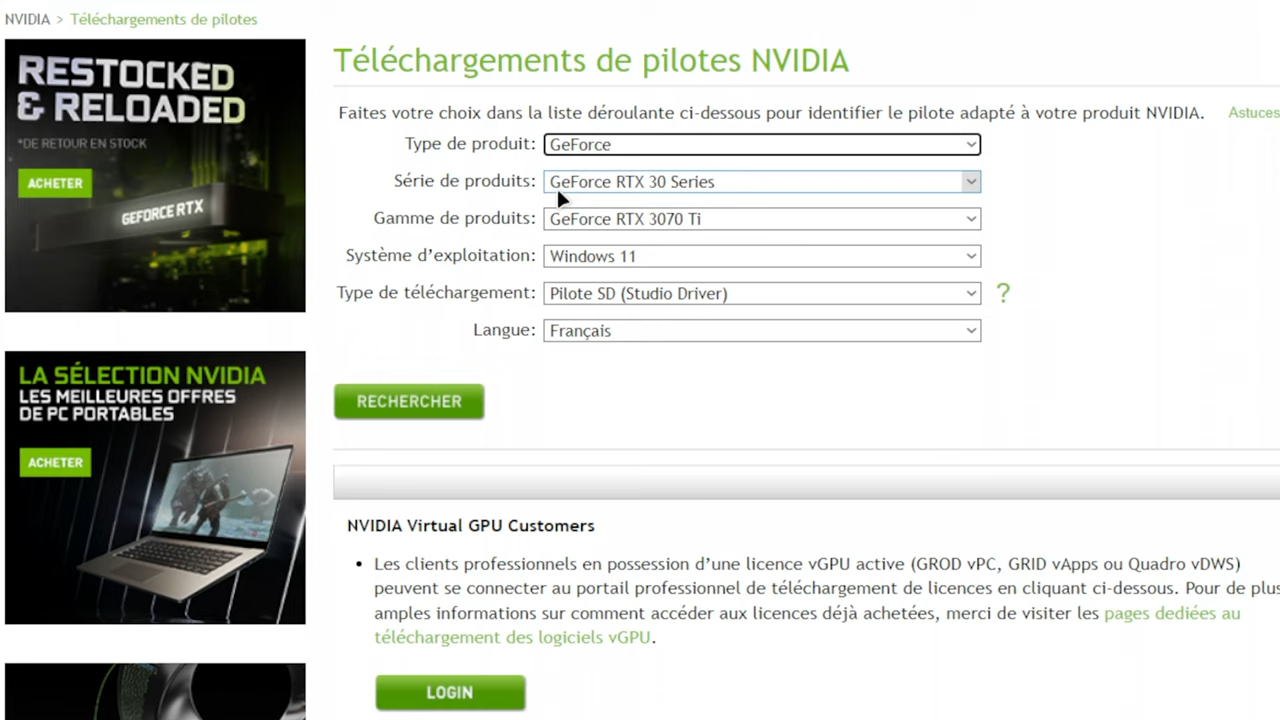 NVIDIA > Téléchargements de pilotes
RESTOCKED
& RELOADED
*DE RETOUR EN STOCK
ACHETER
GEFORCE RTX
LA SÉLECTION NVIDIA
LES MEILLEURES OFFRES
DE PC PORTABLES
ACHETER
Téléchargements de pilotes NVIDIA
Faites votre choix dans la liste déroulante ci-dessous pour identifier le pilote adapté à votre produit NVIDIA. Astuces
Type de produit: GeForce
Série de produits: GeForce RTX 30 Series
Gamme de produits: GeForce RTX 3070 Ti
Système d’exploitation: Windows 11
Type de téléchargement: Pilote SD (Studio Driver) ?
Langue: Français
RECHERCHER
NVIDIA Virtual GPU Customers
• Les clients professionnels en possession d’une licence vGPU active (GROD vPC, GRID vApps ou Quadro vDWS)
peuvent se connecter au portail professionnel de téléchargement de licences en cliquant ci-dessous. Pour de plus
amples informations sur comment accéder aux licences déjà achetées, merci de visiter les pages dediées au
téléchargement des logiciels vGPU.
LOGIN